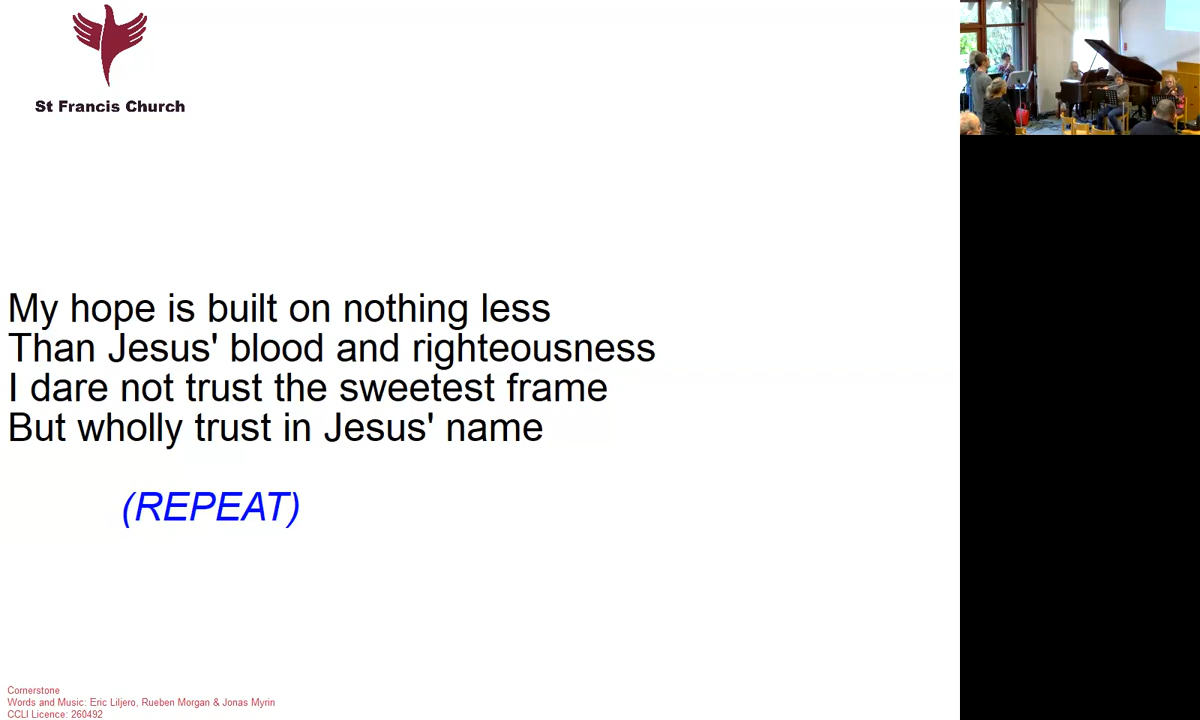 St Francis Church
My hope is built on nothing less
Than Jesus' blood and righteousness
I dare not trust the sweetest frame
But wholly trust in Jesus' name
(REPEAT)
Cornerstone
Words and Music: Eric Liljero, Rueben Morgan & Jonas Myrin
CCLI Licence: 260492